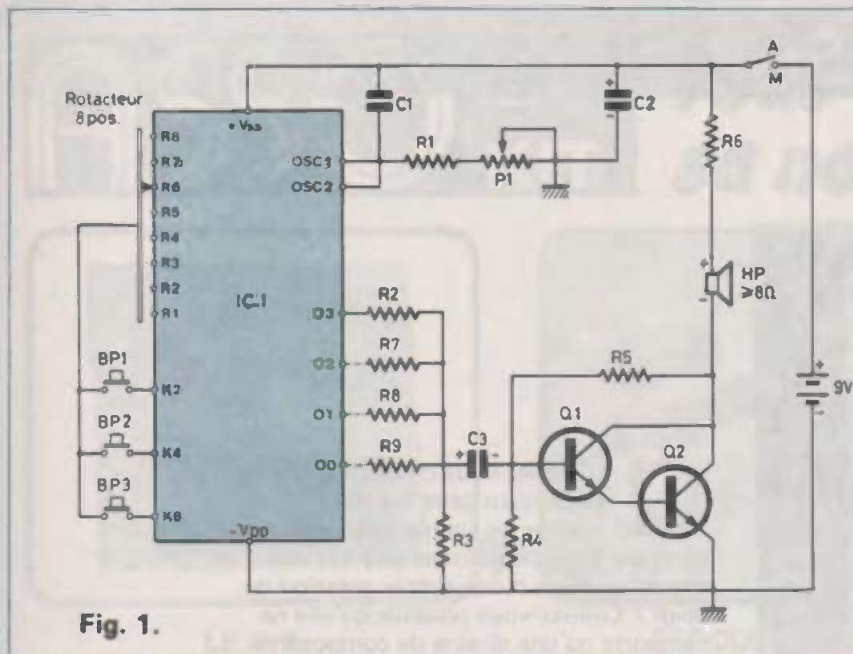 Rotacteur
8 pos.
R8
R7
R6
R5
R4
R3
R2
R1
BP1
BP2
BP3
K2
K4
K8
OSC1
OSC2
IC1
O3
O2
O1
O0
-VDD
C1
R1
P1
C2
A
M
R6
HP
≥8Ω
R2
R7
R8
R9
R5
C3
Q1
Q2
R3
R4
+
-
9V
Fig. 1.